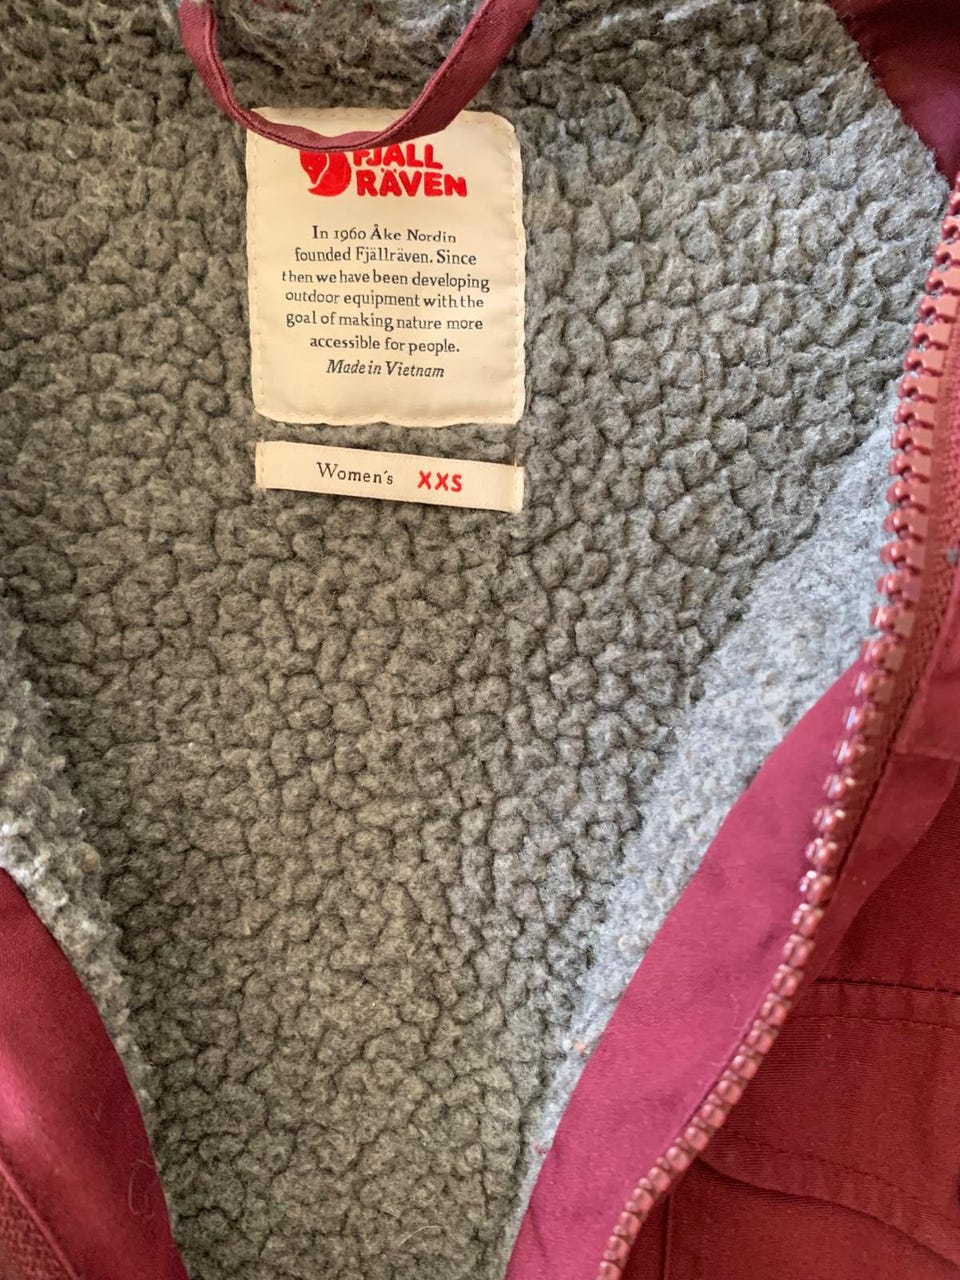 FJÄLL
RÄVEN
In 1960 Åke Nordin
founded Fjällräven. Since
then we have been developing
outdoor equipment with the
goal of making nature more
accessible for people.
Made in Vietnam
Women's XXS